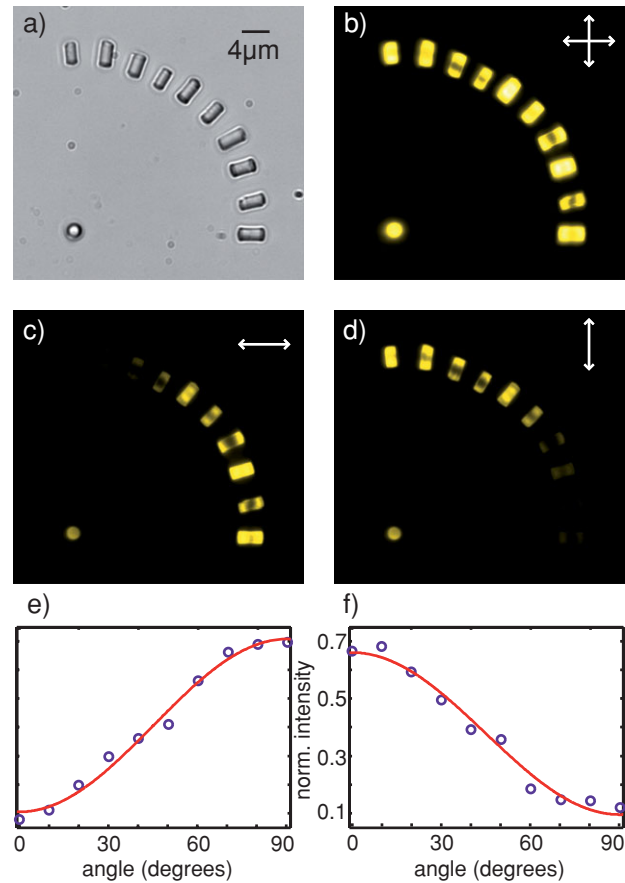 a)
4µm
b)
c)
d)
e)
f)
norm. intensity
0.7
0.5
0.3
0.1
0 30 60 90
angle (degrees)
0 30 60 90
angle (degrees)